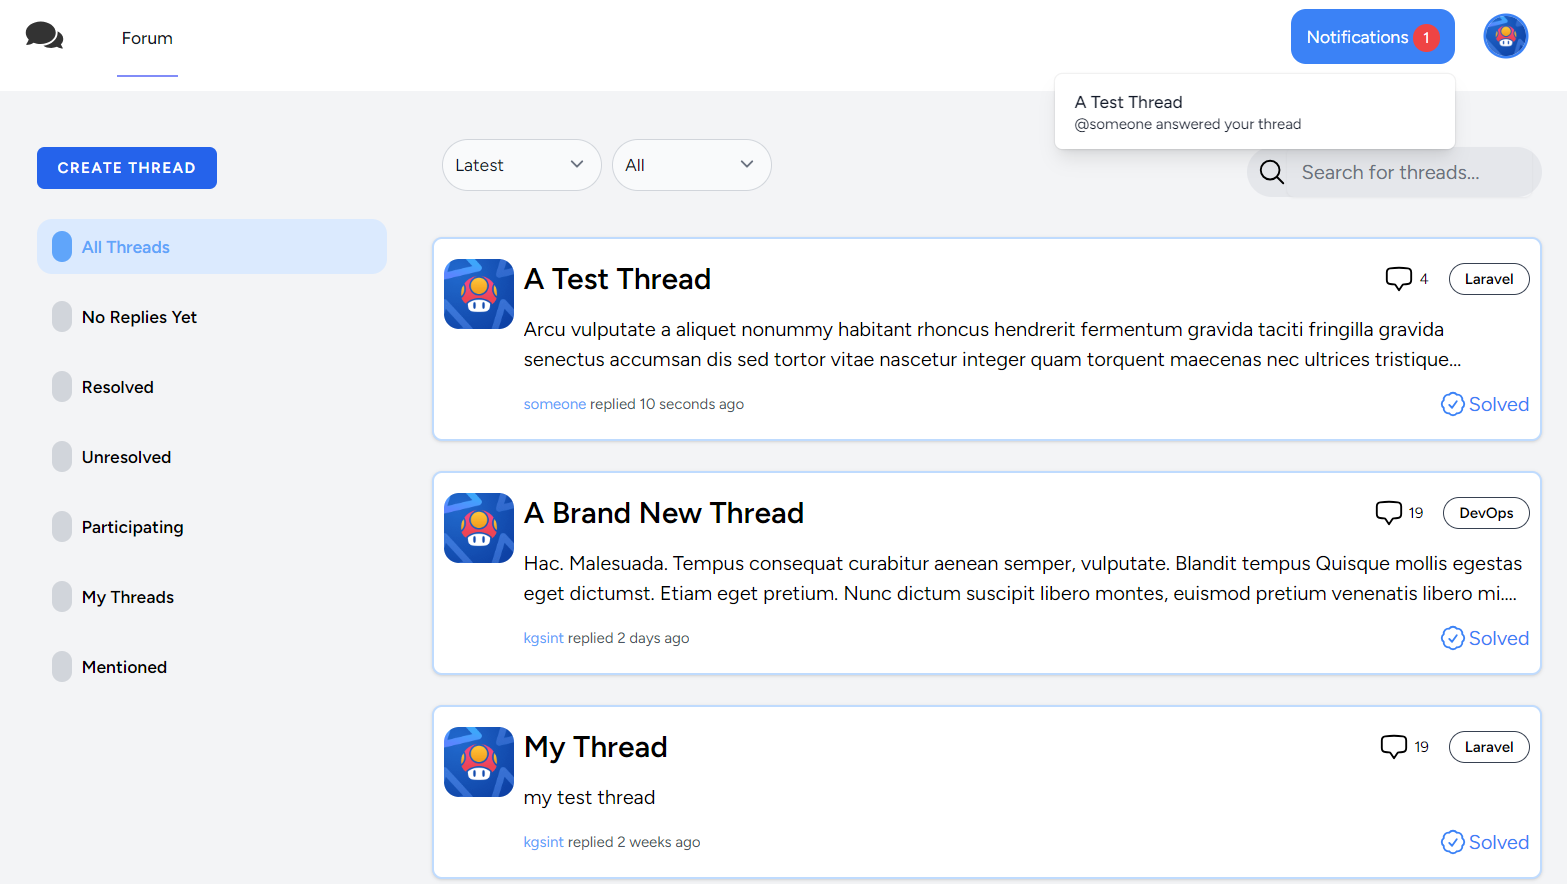 Forum
Notifications 1
A Test Thread
@someone answered your thread
CREATE THREAD
Latest
All
Search for threads...
All Threads
No Replies Yet
Resolved
Unresolved
Participating
My Threads
Mentioned
A Test Thread
4
Laravel
Arcu vulputate a aliquet nonummy habitant rhoncus hendrerit fermentum gravida taciti fringilla gravida
senectus accumsan dis sed tortor vitae nascetur integer quam torquent maecenas nec ultrices tristique...
someone replied 10 seconds ago
Solved
A Brand New Thread
19
DevOps
Hac. Malesuada. Tempus consequat curabitur aenean semper, vulputate. Blandit tempus Quisque mollis egestas
eget dictumst. Etiam eget pretium. Nunc dictum suscipit libero montes, euismod pretium venenatis libero mi....
kgsint replied 2 days ago
Solved
My Thread
19
Laravel
my test thread
kgsint replied 2 weeks ago
Solved